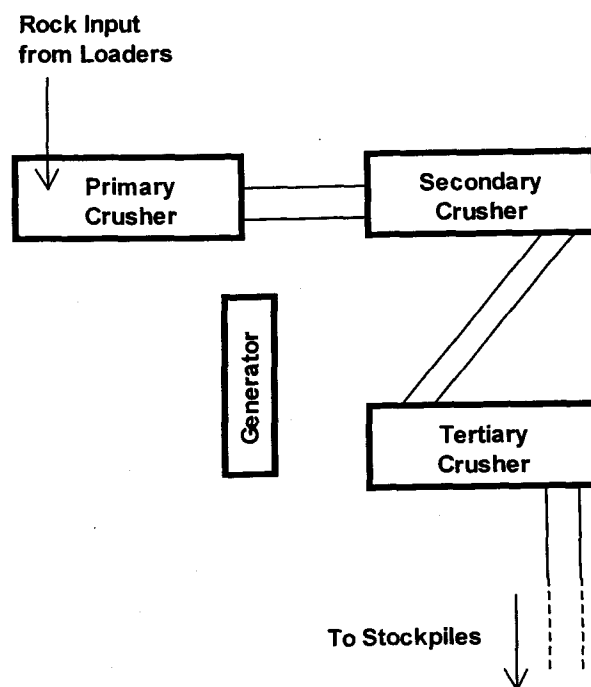 Rock Input
from Loaders
Primary
Crusher
Secondary
Crusher
Generator
Tertiary
Crusher
To Stockpiles